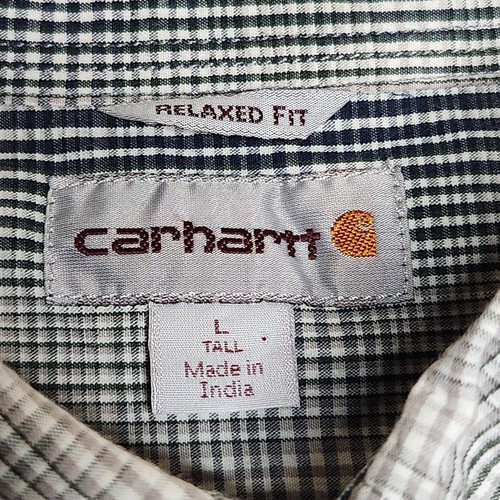 RELAXED FIT
carhartt
L
TALL
Made in
India